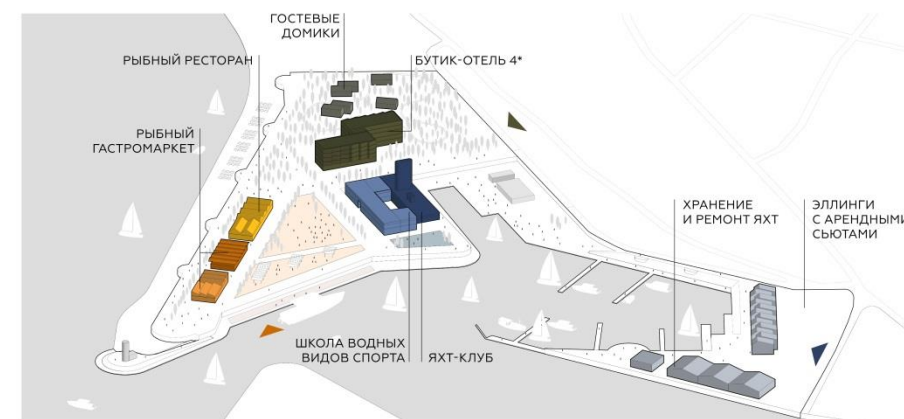 ГОСТЕВЫЕ
ДОМИКИ
РЫБНЫЙ РЕСТОРАН
БУТИК-ОТЕЛЬ 4*
РЫБНЫЙ
ГАСТРОМАРКЕТ
ХРАНЕНИЕ
И РЕМОНТ ЯХТ
ЭЛЛИНГИ
С АРЕНДНЫМИ
СЬЮТАМИ
ШКОЛА ВОДНЫХ
ВИДОВ СПОРТА
ЯХТ-КЛУБ